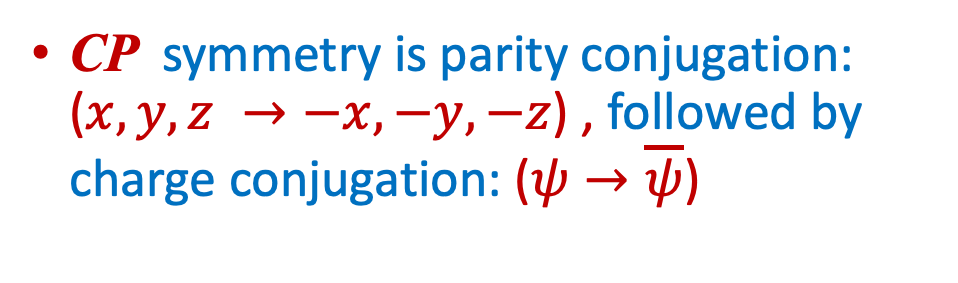 • CP symmetry is parity conjugation:
(x, y, z → −x, −y, −z) , followed by
charge conjugation: (ψ → ψ̅)